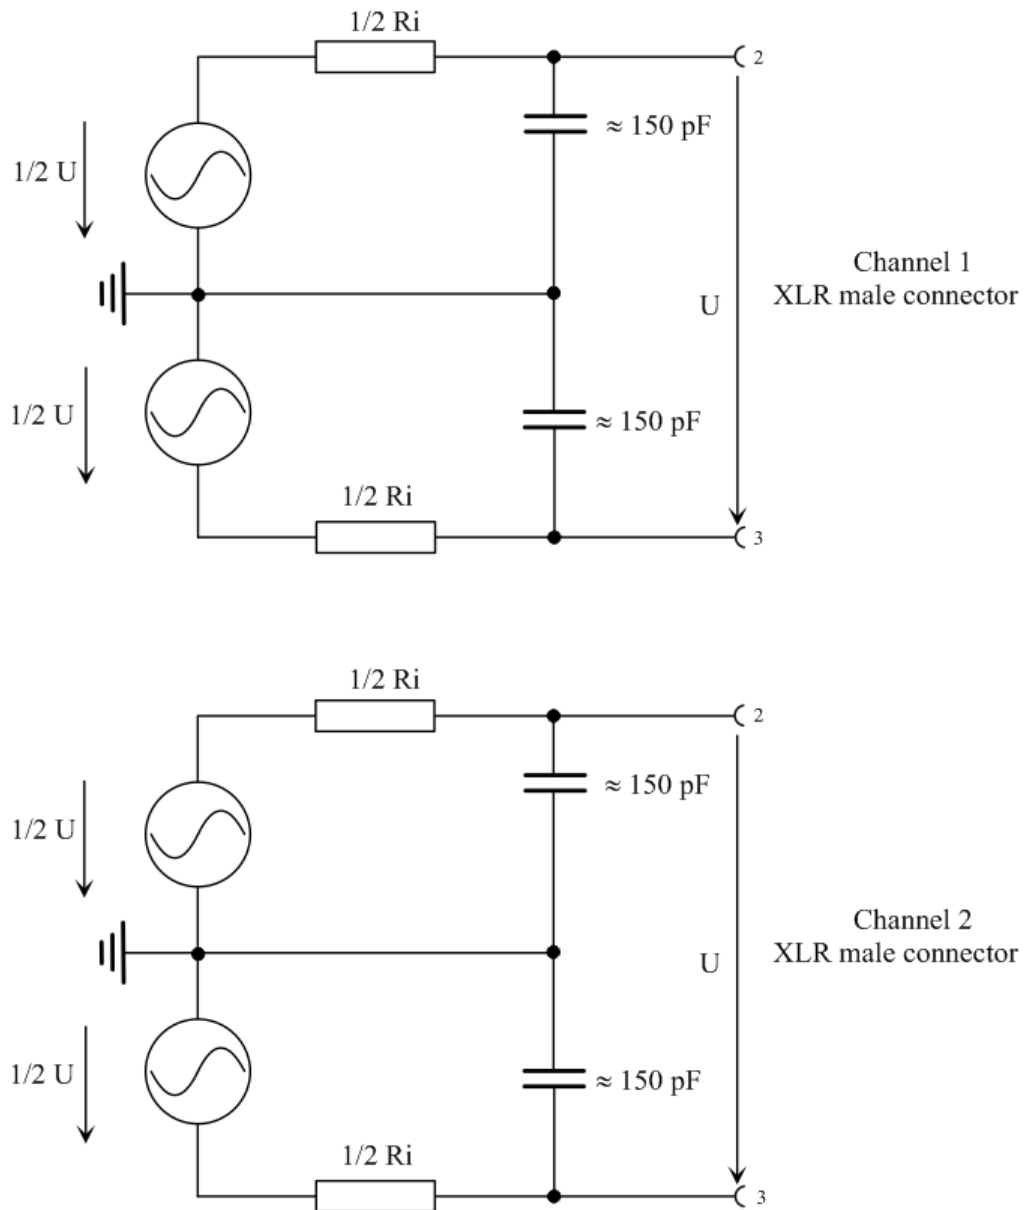 1/2 Ri
2
≈ 150 pF
1/2 U
Channel 1
XLR male connector
U
1/2 U
≈ 150 pF
1/2 Ri
3
1/2 Ri
2
≈ 150 pF
1/2 U
Channel 2
XLR male connector
U
1/2 U
≈ 150 pF
1/2 Ri
3